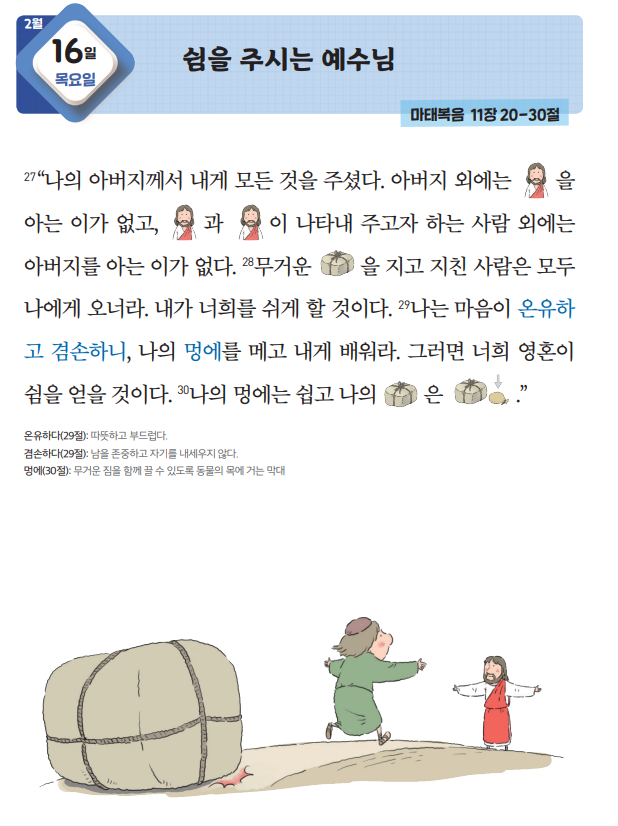 2월
16일
목요일
쉼을 주시는 예수님
마태복음 11장 20-30절
27“나의 아버지께서 내게 모든 것을 주셨다. 아버지 외에는 을
아는 이가 없고, 과 이 나타내 주고자 하는 사람 외에는
아버지를 아는 이가 없다. 28무거운 을 지고 지친 사람은 모두
나에게 오너라. 내가 너희를 쉬게 할 것이다. 29나는 마음이 온유하
고 겸손하니, 나의 멍에를 메고 내게 배워라. 그러면 너희 영혼이
쉼을 얻을 것이다. 30나의 멍에는 쉽고 나의 은 .”
온유하다(29절): 따뜻하고 부드럽다.
겸손하다(29절): 남을 존중하고 자기를 내세우지 않다.
멍에(30절): 무거운 짐을 함께 끌 수 있도록 동물의 목에 거는 막대